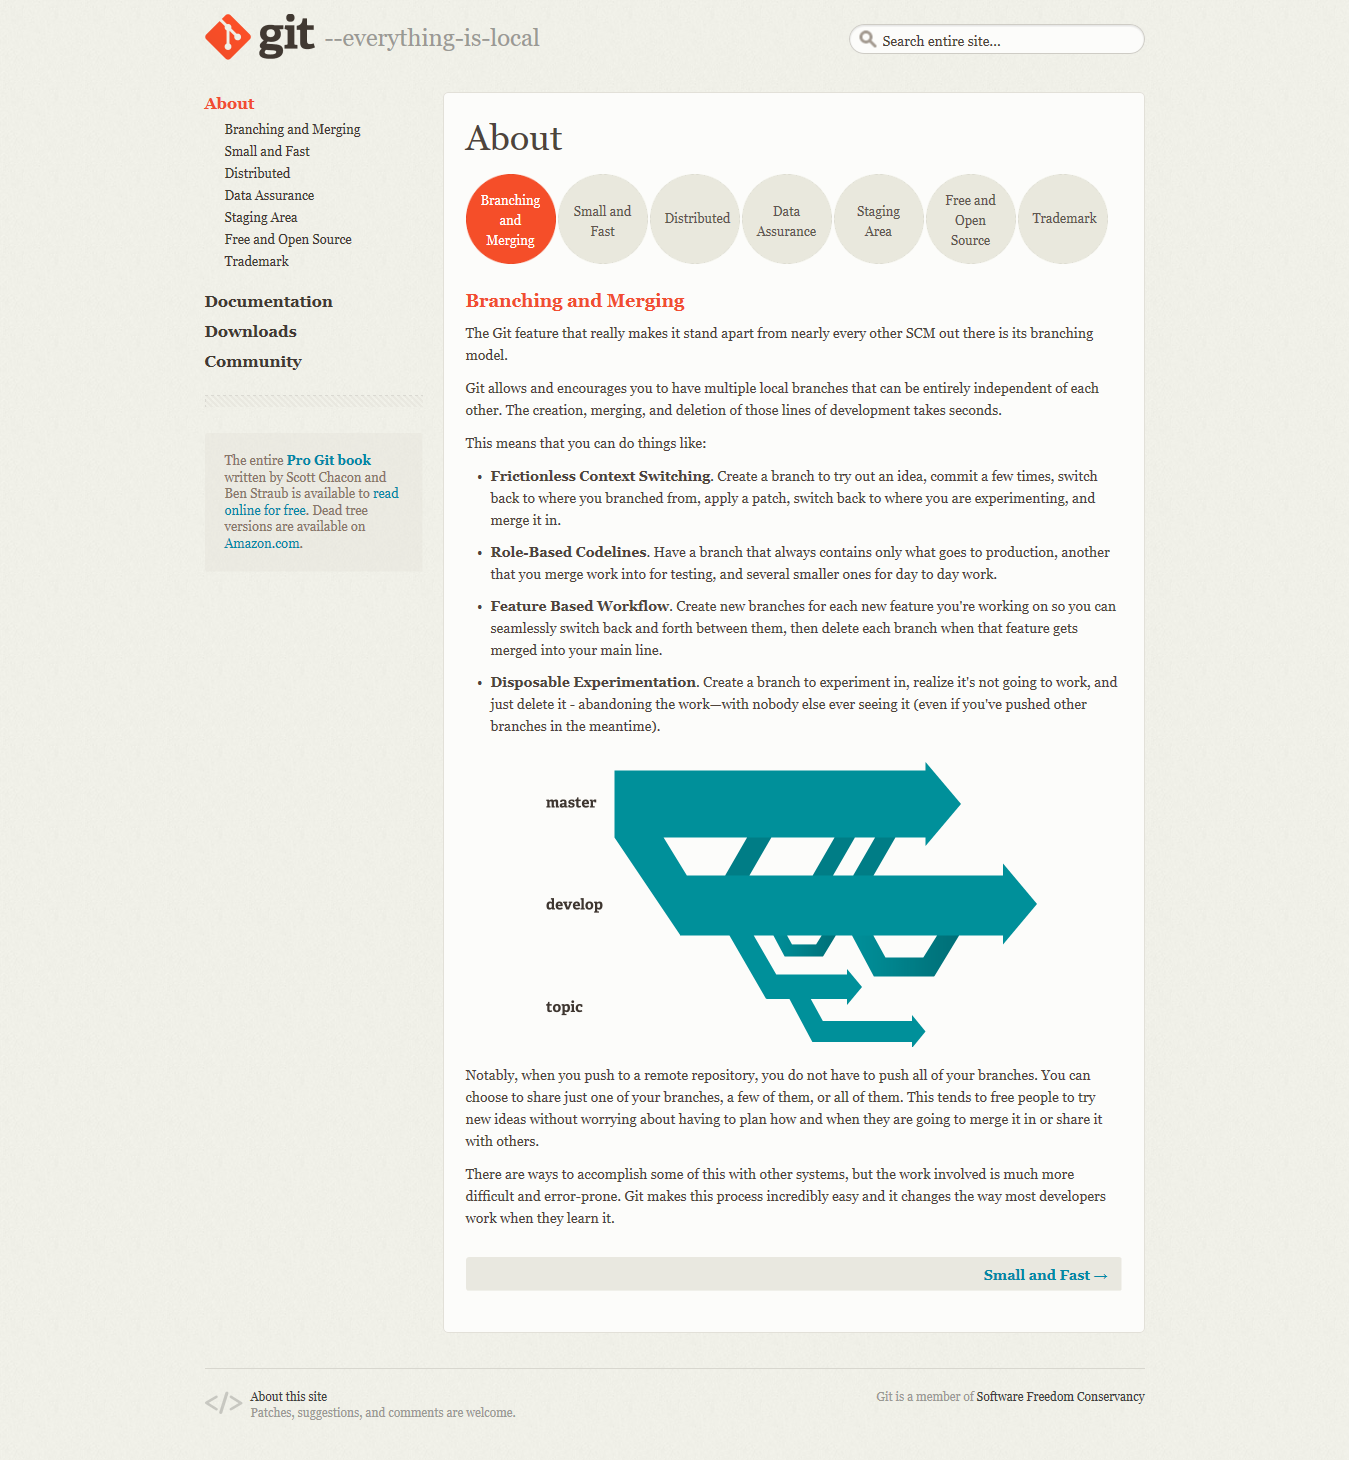 git --everything-is-local
Search entire site...
About
Branching and Merging
Small and Fast
Distributed
Data Assurance
Staging Area
Free and Open Source
Trademark
Documentation
Downloads
Community
The entire Pro Git book
written by Scott Chacon and
Ben Straub is available to read
online for free. Dead tree
versions are available on
Amazon.com.
About
Branching
and
Merging
Small and
Fast
Distributed
Data
Assurance
Staging
Area
Free and
Open
Source
Trademark
Branching and Merging
The Git feature that really makes it stand apart from nearly every other SCM out there is its branching
model.
Git allows and encourages you to have multiple local branches that can be entirely independent of each
other. The creation, merging, and deletion of those lines of development takes seconds.
This means that you can do things like:
• Frictionless Context Switching. Create a branch to try out an idea, commit a few times, switch
back to where you branched from, apply a patch, switch back to where you are experimenting, and
merge it in.
• Role-Based Codelines. Have a branch that always contains only what goes to production, another
that you merge work into for testing, and several smaller ones for day to day work.
• Feature Based Workflow. Create new branches for each new feature you're working on so you can
seamlessly switch back and forth between them, then delete each branch when that feature gets
merged into your main line.
• Disposable Experimentation. Create a branch to experiment in, realize it's not going to work, and
just delete it - abandoning the work—with nobody else ever seeing it (even if you've pushed other
branches in the meantime).
master
develop
topic
Notably, when you push to a remote repository, you do not have to push all of your branches. You can
choose to share just one of your branches, a few of them, or all of them. This tends to free people to try
new ideas without worrying about having to plan how and when they are going to merge it in or share it
with others.
There are ways to accomplish some of this with other systems, but the work involved is much more
difficult and error-prone. Git makes this process incredibly easy and it changes the way most developers
work when they learn it.
Small and Fast →
</> About this site
Patches, suggestions, and comments are welcome.
Git is a member of Software Freedom Conservancy